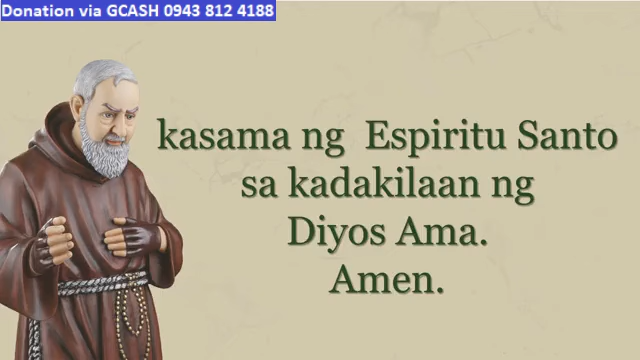 Donation via GCASH 0943 812 4188
kasama ng Espiritu Santo
sa kadakilaan ng
Diyos Ama.
Amen.